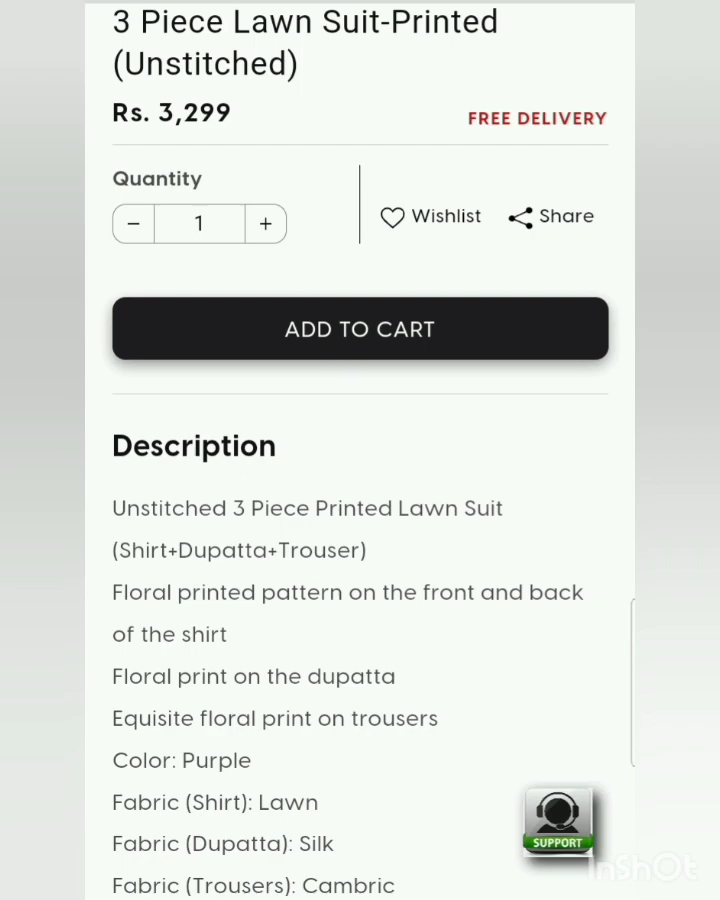 3 Piece Lawn Suit-Printed
(Unstitched)
Rs. 3,299
FREE DELIVERY
Quantity
− 1 +
Wishlist
Share
ADD TO CART
Description
Unstitched 3 Piece Printed Lawn Suit
(Shirt+Dupatta+Trouser)
Floral printed pattern on the front and back
of the shirt
Floral print on the dupatta
Equisite floral print on trousers
Color: Purple
Fabric (Shirt): Lawn
Fabric (Dupatta): Silk
SUPPORT
InShOt
Fabric (Trousers): Cambric